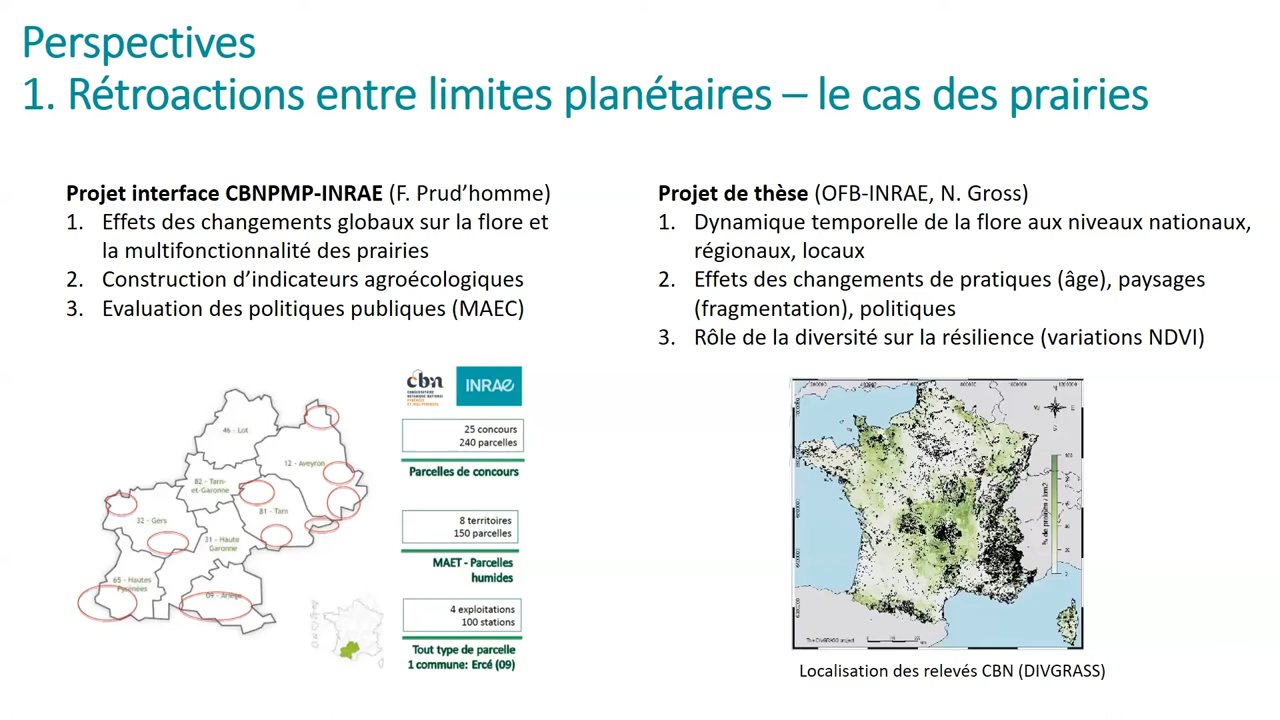 Perspectives
1. Rétroactions entre limites planétaires – le cas des prairies
Projet interface CBNPMP-INRAE (F. Prud’homme)
1. Effets des changements globaux sur la flore et
la multifonctionnalité des prairies
2. Construction d’indicateurs agroécologiques
3. Evaluation des politiques publiques (MAEC)
Projet de thèse (OFB-INRAE, N. Gross)
1. Dynamique temporelle de la flore aux niveaux nationaux,
régionaux, locaux
2. Effets des changements de pratiques (âge), paysages
(fragmentation), politiques
3. Rôle de la diversité sur la résilience (variations NDVI)
46 - Lot
12 - Aveyron
82 - Tarn-
et-Garonne
81 - Tarn
32 - Gers
31 - Haute
Garonne
65 - Hautes
Pyrénées
09 - Ariège
cbn
CONSERVATOIRE
BOTANIQUE NATIONAL
INRAE
25 concours
240 parcelles
Parcelles de concours
8 territoires
150 parcelles
MAET - Parcelles
humides
4 exploitations
100 stations
Tout type de parcelle
1 commune: Ercé (09)
The DivGRASS project
Localisation des relevés CBN (DIVGRASS)